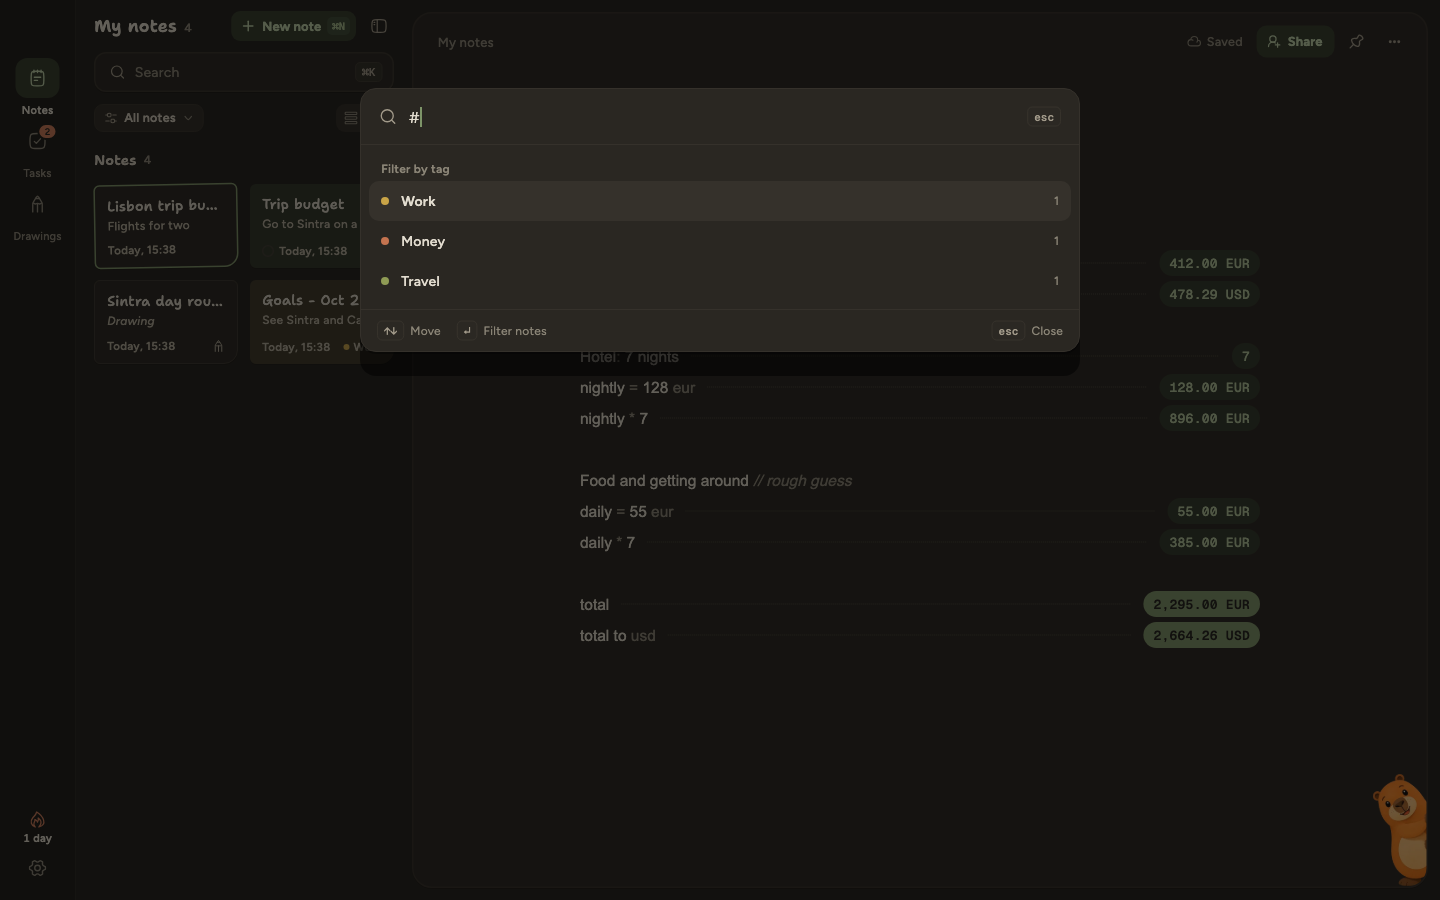 My notes 4
New note ⌘N
Search ⌘K
All notes
Notes
2
Tasks
Drawings
Notes 4
Lisbon trip bu...
Flights for two
Today, 15:38
Trip budget
Go to Sintra on a
Today, 15:38
Sintra day rou...
Drawing
Today, 15:38
Goals - Oct 2
See Sintra and Ca
Today, 15:38
1 day
My notes
Saved
Share
#
esc
Filter by tag
Work 1
Money 1
Travel 1
Move
Filter notes
esc Close
412.00 EUR
478.29 USD
Hotel: 7 nights 7
nightly = 128 eur 128.00 EUR
nightly * 7 896.00 EUR
Food and getting around // rough guess
daily = 55 eur 55.00 EUR
daily * 7 385.00 EUR
total 2,295.00 EUR
total to usd 2,664.26 USD